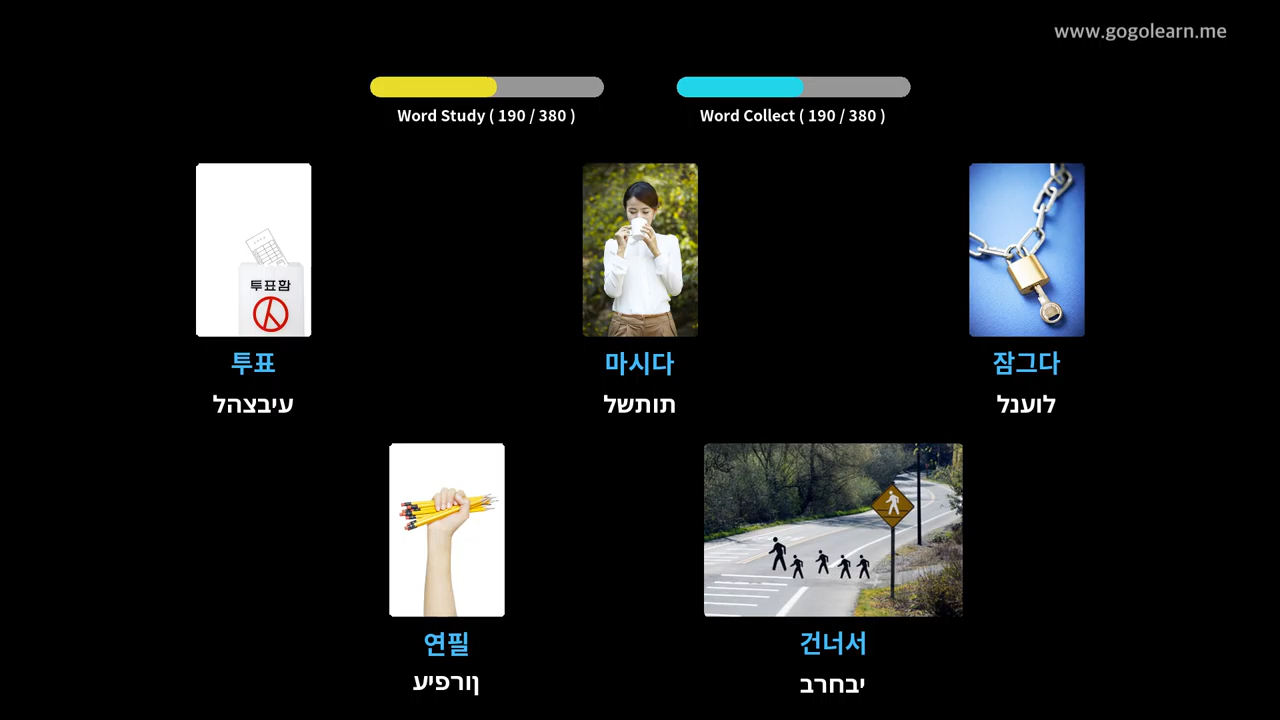 www.gogolearn.me
Word Study ( 190 / 380 )
Word Collect ( 190 / 380 )
투표함
투표
להצביע
마시다
לשתות
잠그다
לנעול
연필
עיפרון
건너서
ברחבי